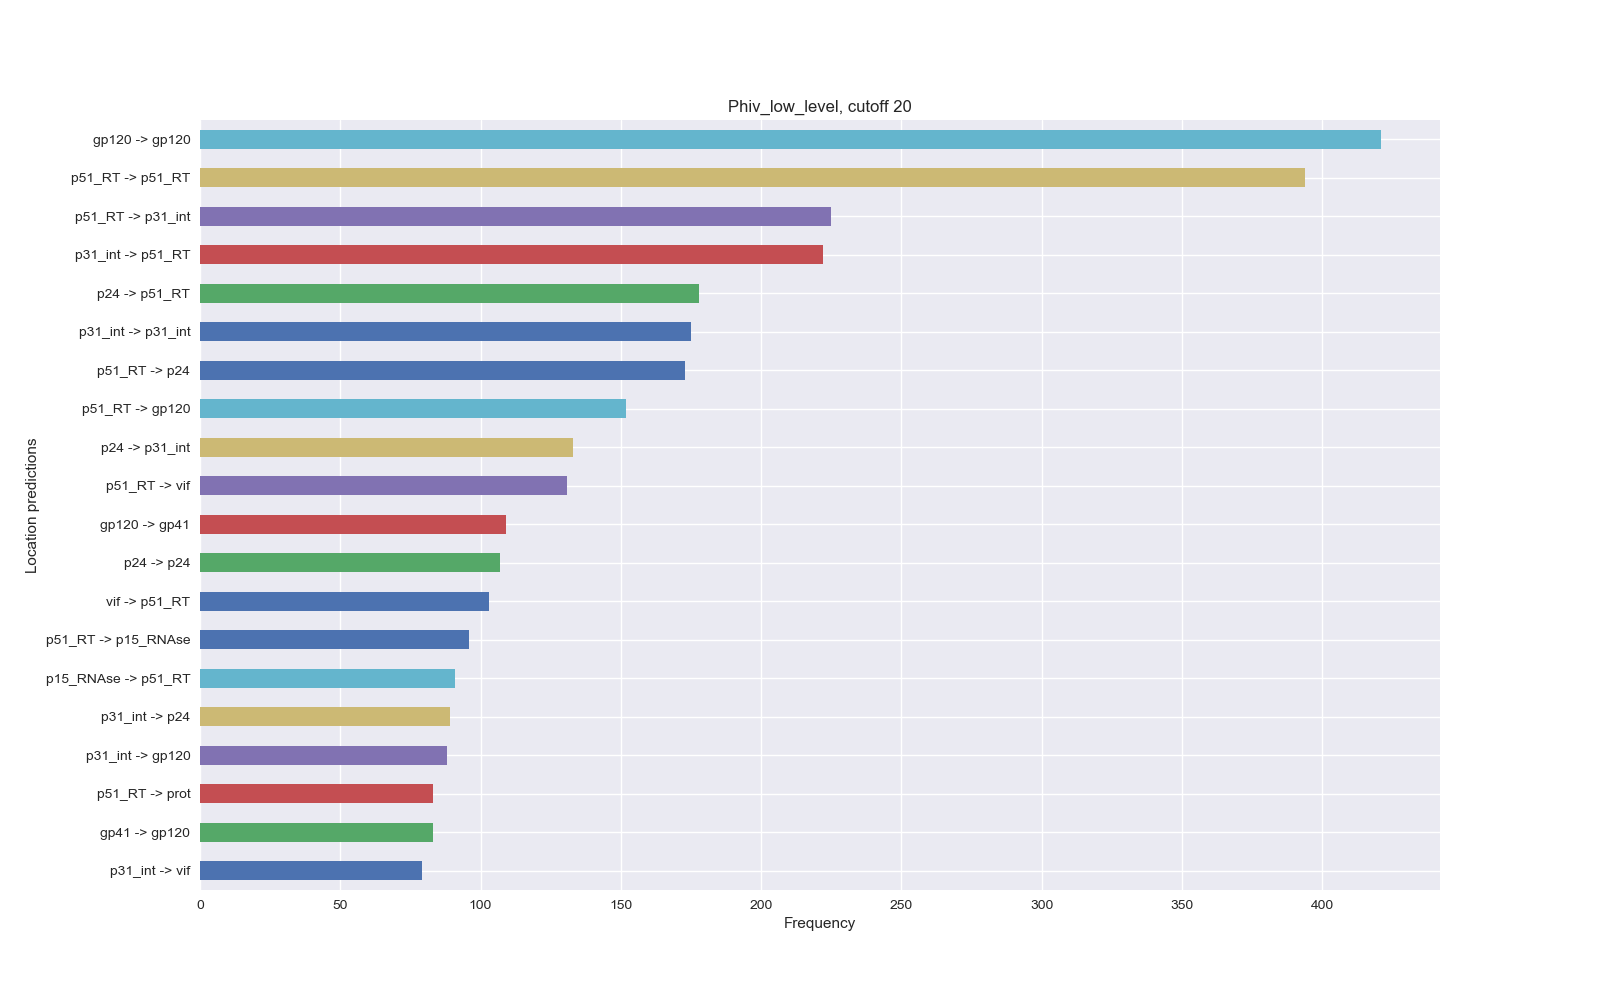 Phiv_low_level, cutoff 20
gp120 -> gp120
p51_RT -> p51_RT
p51_RT -> p31_int
p31_int -> p51_RT
p24 -> p51_RT
p31_int -> p31_int
p51_RT -> p24
p51_RT -> gp120
p24 -> p31_int
p51_RT -> vif
gp120 -> gp41
p24 -> p24
vif -> p51_RT
p51_RT -> p15_RNAse
p15_RNAse -> p51_RT
p31_int -> p24
p31_int -> gp120
p51_RT -> prot
gp41 -> gp120
p31_int -> vif
Location predictions
0 50 100 150 200 250 300 350 400
Frequency